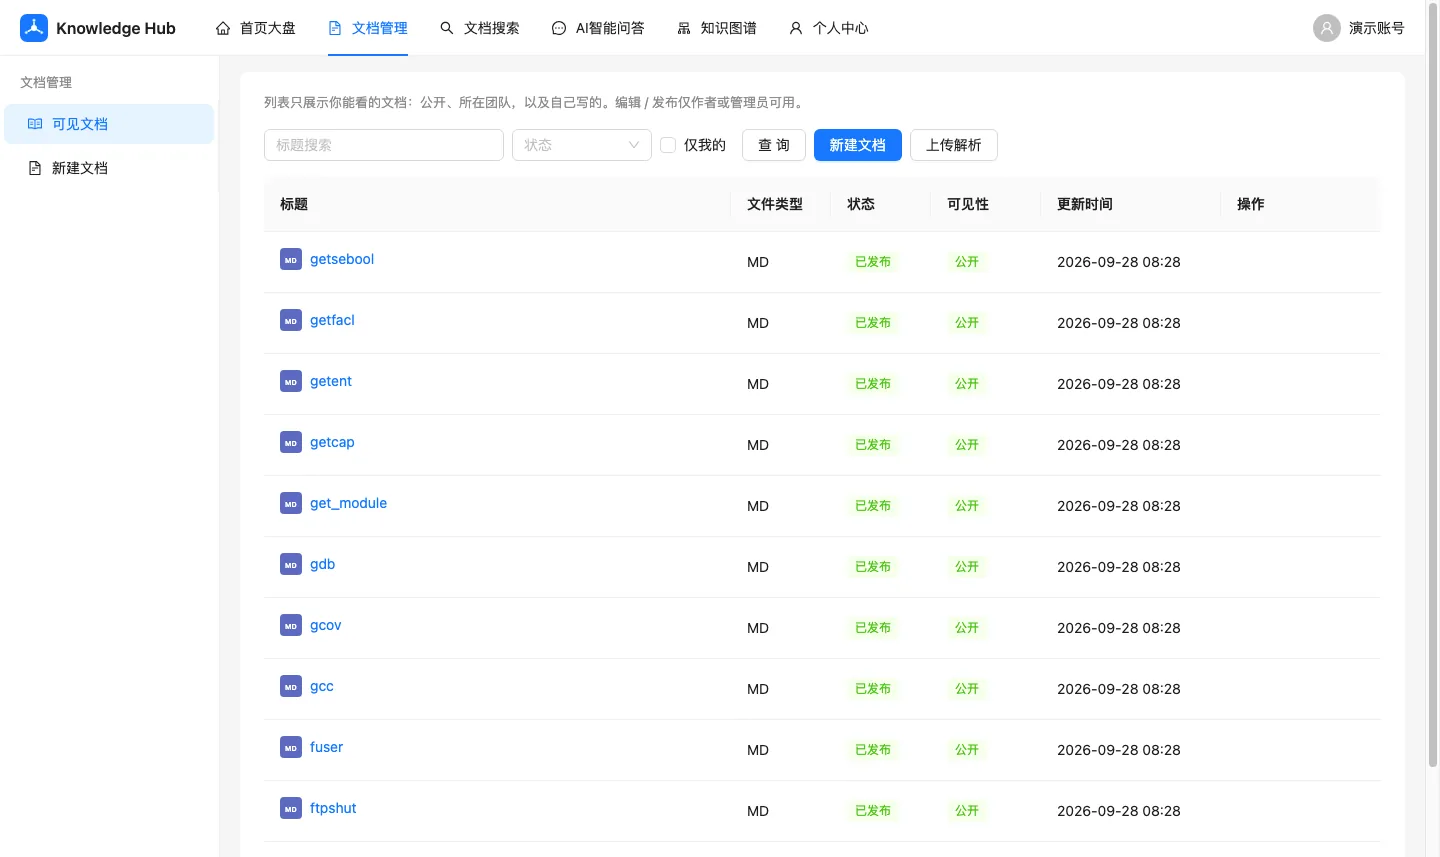 Knowledge Hub 首页大盘 文档管理 文档搜索 AI智能问答 知识图谱 个人中心 演示账号
文档管理
可见文档
新建文档
列表只展示你能看的文档：公开、所在团队，以及自己写的。编辑 / 发布仅作者或管理员可用。
标题搜索 状态 仅我的 查 询 新建文档 上传解析
标题 文件类型 状态 可见性 更新时间 操作
MD getsebool MD 已发布 公开 2026-09-28 08:28
MD getfacl MD 已发布 公开 2026-09-28 08:28
MD getent MD 已发布 公开 2026-09-28 08:28
MD getcap MD 已发布 公开 2026-09-28 08:28
MD get_module MD 已发布 公开 2026-09-28 08:28
MD gdb MD 已发布 公开 2026-09-28 08:28
MD gcov MD 已发布 公开 2026-09-28 08:28
MD gcc MD 已发布 公开 2026-09-28 08:28
MD fuser MD 已发布 公开 2026-09-28 08:28
MD ftpshut MD 已发布 公开 2026-09-28 08:28